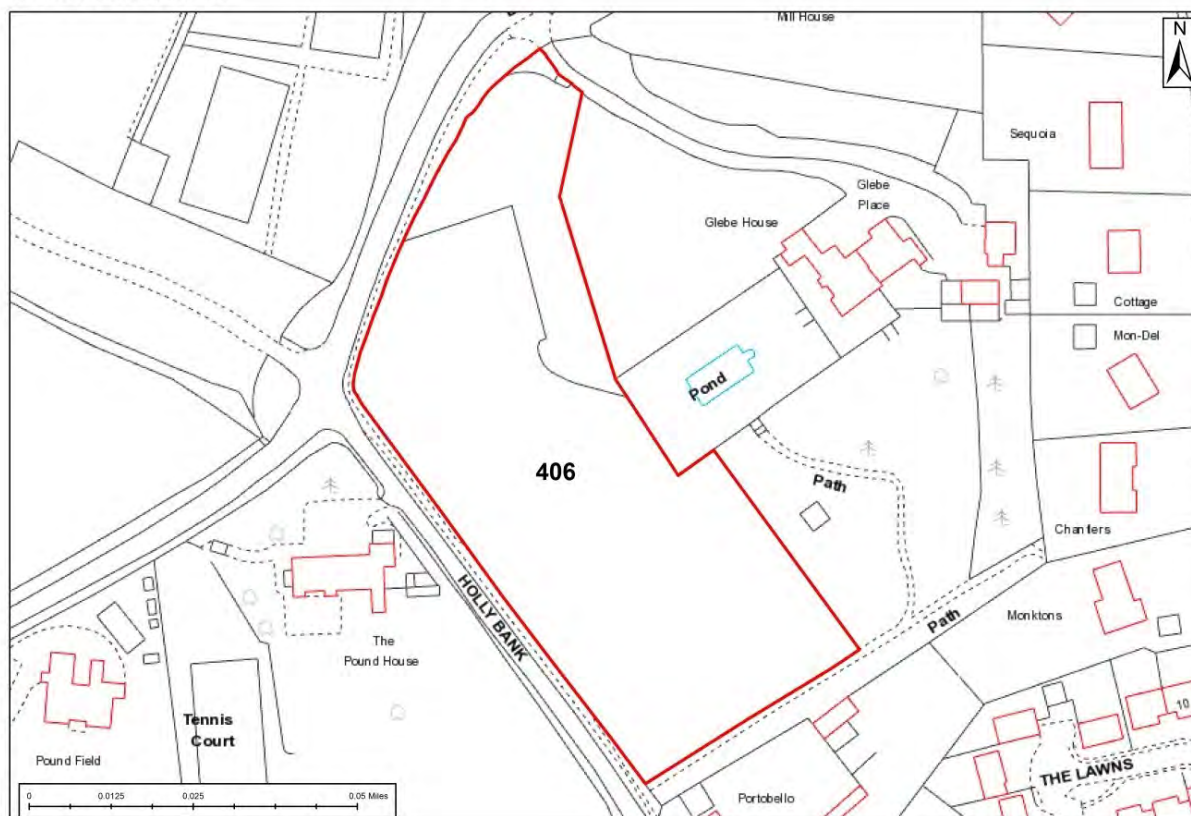 Mill House
N
Sequoia
Glebe
Place
Glebe House
Cottage
Mon-Del
Pond
406
Path
Chanters
HOLLY BANK
Path
Monktons
The
Pound House
Tennis
Court
10
Pound Field
THE LAWNS
Portobello
0 0.0125 0.025 0.05 Miles